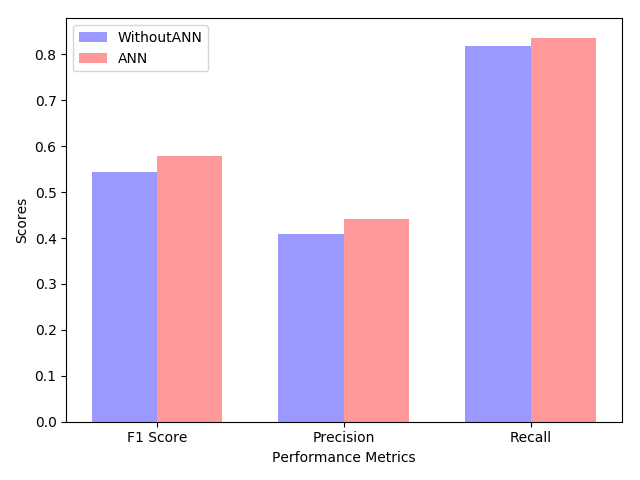 WithoutANN
ANN
0.8
0.7
0.6
0.5
0.4
0.3
0.2
0.1
0.0
Scores
F1 Score
Precision
Recall
Performance Metrics